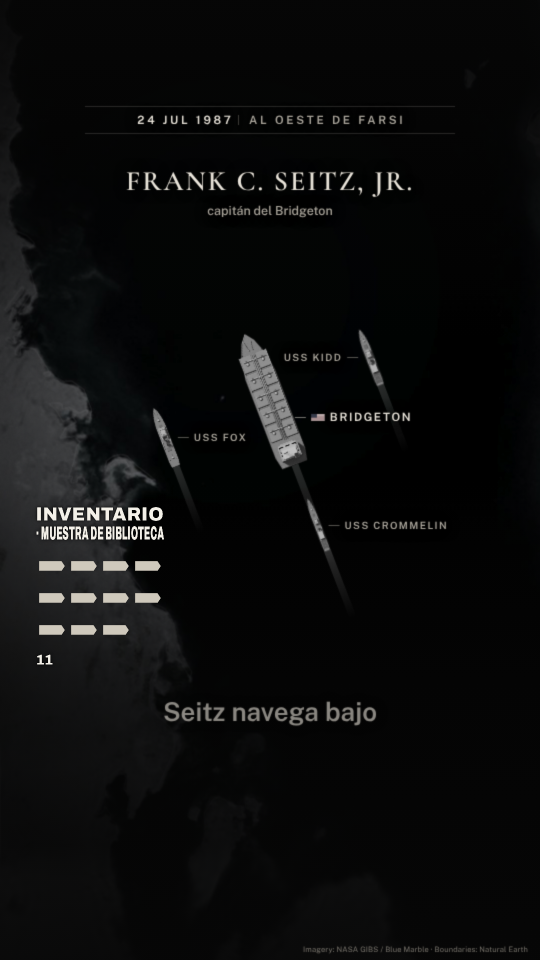 24 JUL 1987 | AL OESTE DE FARSI
FRANK C. SEITZ, JR.
capitán del Bridgeton
USS KIDD
BRIDGETON
USS FOX
USS CROMMELIN
INVENTARIO
· MUESTRA DE BIBLIOTECA
11
Seitz navega bajo
Imagery: NASA GIBS / Blue Marble · Boundaries: Natural Earth